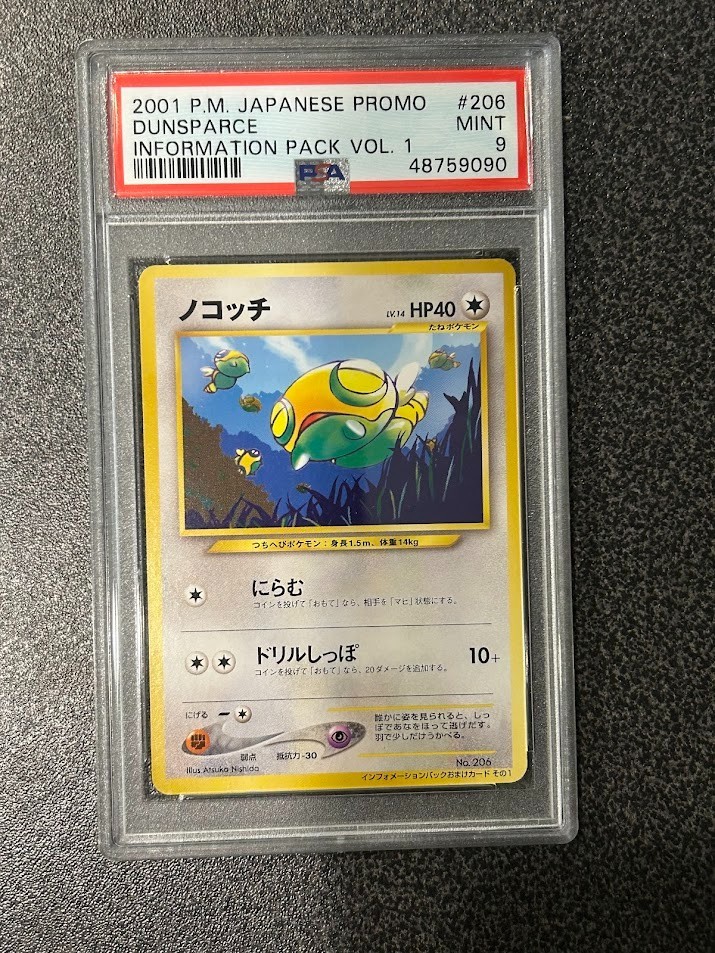 2001 P.M. JAPANESE PROMO #206
DUNSPARCE MINT
INFORMATION PACK VOL. 1 9
PSA 48759090
ノコッチ LV.14 HP40
たねポケモン
つちへびポケモン：身長1.5m、体重14kg
にらむ
コインを投げて「おもて」なら、相手を「マヒ」状態にする。
ドリルしっぽ 10+
コインを投げて「おもて」なら、20ダメージを追加する。
にげる
誰かに姿を見られると、しっ
ぽであなをほって逃げだす。
羽で少しだけうかべる。
弱点 抵抗力-30
Illus Atsuko Nishida No. 206
インフォメーションパックおまけカード その1